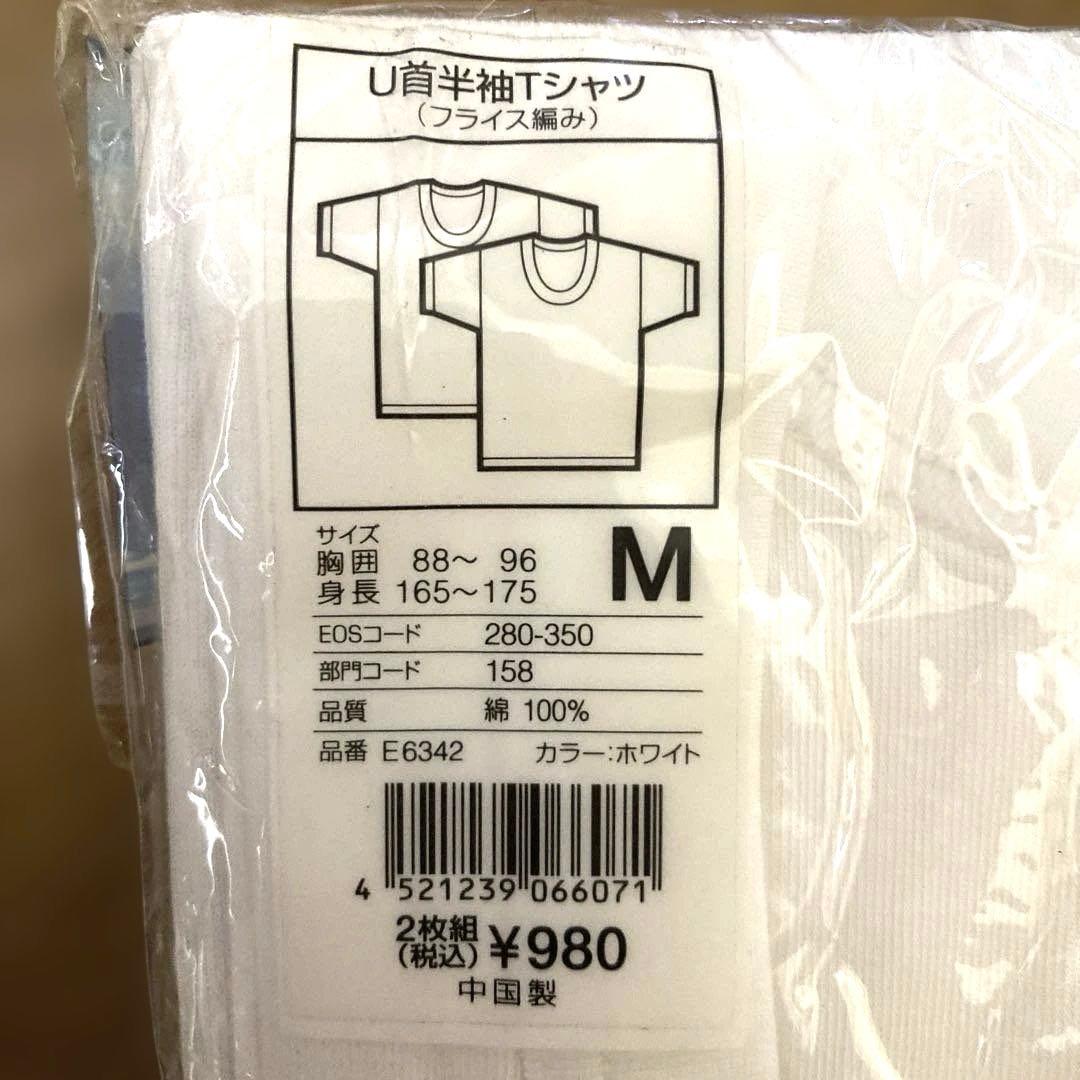 U首半袖Tシャツ
(フライス編み)
サイズ
胸囲 88～ 96
身長 165～175
M
EOSコード 280-350
部門コード 158
品質 綿 100%
品番 E6342 カラー:ホワイト
4 521239 066071
2枚組
(税込) ¥980
中国製